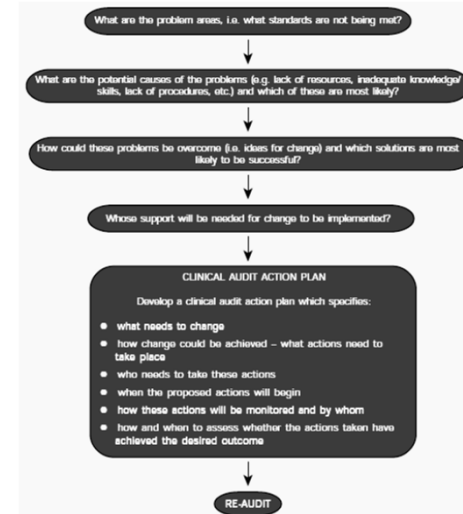 What are the problem areas, i.e. what standards are not being met?
What are the potential causes of the problems (e.g. lack of resources, inadequate knowledge/
skills, lack of procedures, etc.) and which of these are most likely?
How could these problems be overcome (i.e. ideas for change) and which solutions are most
likely to be successful?
Whose support will be needed for change to be implemented?
CLINICAL AUDIT ACTION PLAN
Develop a clinical audit action plan which specifies:
● what needs to change
● how change could be achieved – what actions need to
take place
● who needs to take these actions
● when the proposed actions will begin
● how these actions will be monitored and by whom
● how and when to assess whether the actions taken have
achieved the desired outcome
RE-AUDIT